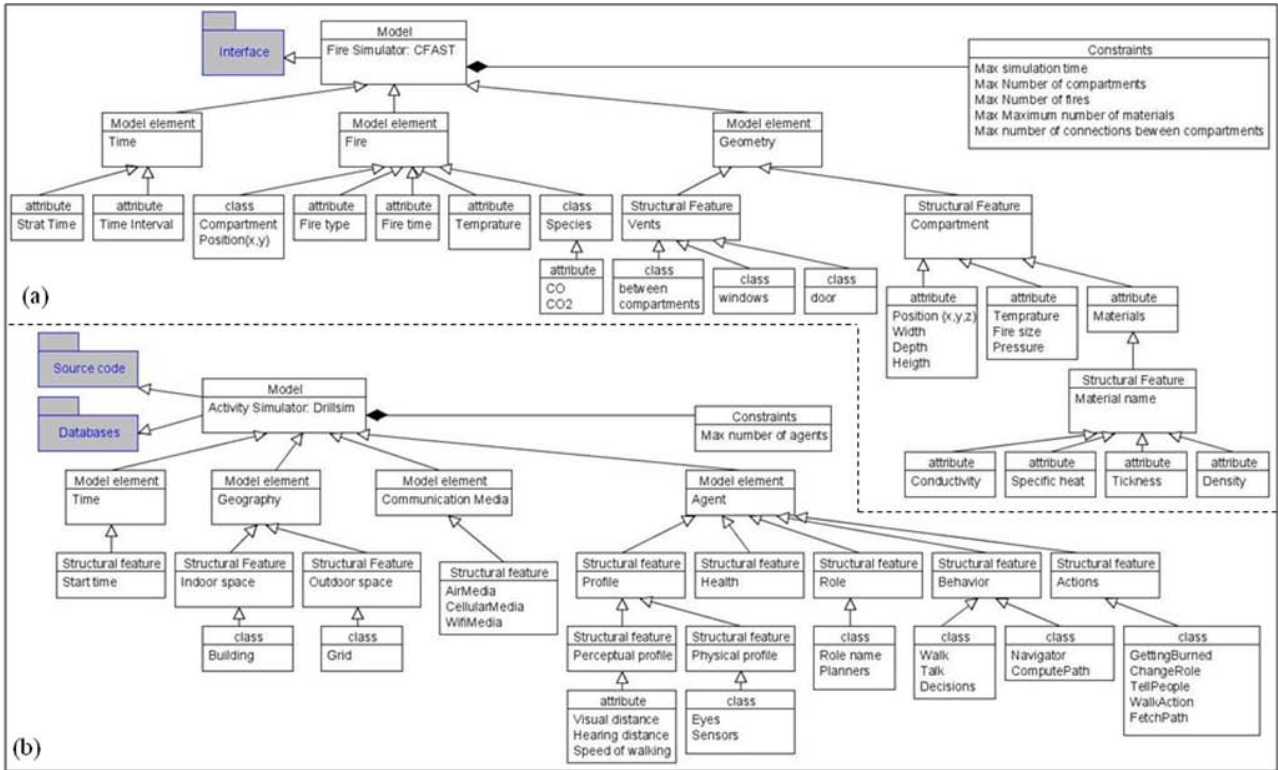 Interface
Model
Fire Simulator: CFAST
Constraints
Max simulation time
Max Number of compartments
Max Number of fires
Max Maximum number of materials
Max number of connections beween compartments
Model element
Time
Model element
Fire
Model element
Geometry
attribute
Strat Time
attribute
Time Interval
class
Compartment
Position(x,y)
attribute
Fire type
attribute
Fire time
attribute
Temprature
class
Species
Structural Feature
Vents
Structural Feature
Compartment
attribute
CO
CO2
class
between
compartments
class
windows
class
door
attribute
Position (x,y,z)
Width
Depth
Heigth
attribute
Temprature
Fire size
Pressure
attribute
Materials
Structural Feature
Material name
attribute
Conductivity
attribute
Specific heat
attribute
Tickness
attribute
Density
(a)
Source code
Databases
Model
Activity Simulator: Drillsim
Constraints
Max number of agents
Model element
Time
Model element
Geography
Model element
Communication Media
Model element
Agent
Structural feature
Start time
Structural Feature
Indoor space
Structural Feature
Outdoor space
Structural feature
AirMedia
CellularMedia
WifiMedia
Structural feature
Profile
Structural feature
Health
Structural feature
Role
Structural feature
Behavior
Structural feature
Actions
class
Building
class
Grid
Structural feature
Perceptual profile
Structural feature
Physical profile
class
Role name
Planners
class
Walk
Talk
Decisions
class
Navigator
ComputePath
class
GettingBurned
ChangeRole
TellPeople
WalkAction
FetchPath
attribute
Visual distance
Hearing distance
Speed of walking
class
Eyes
Sensors
(b)